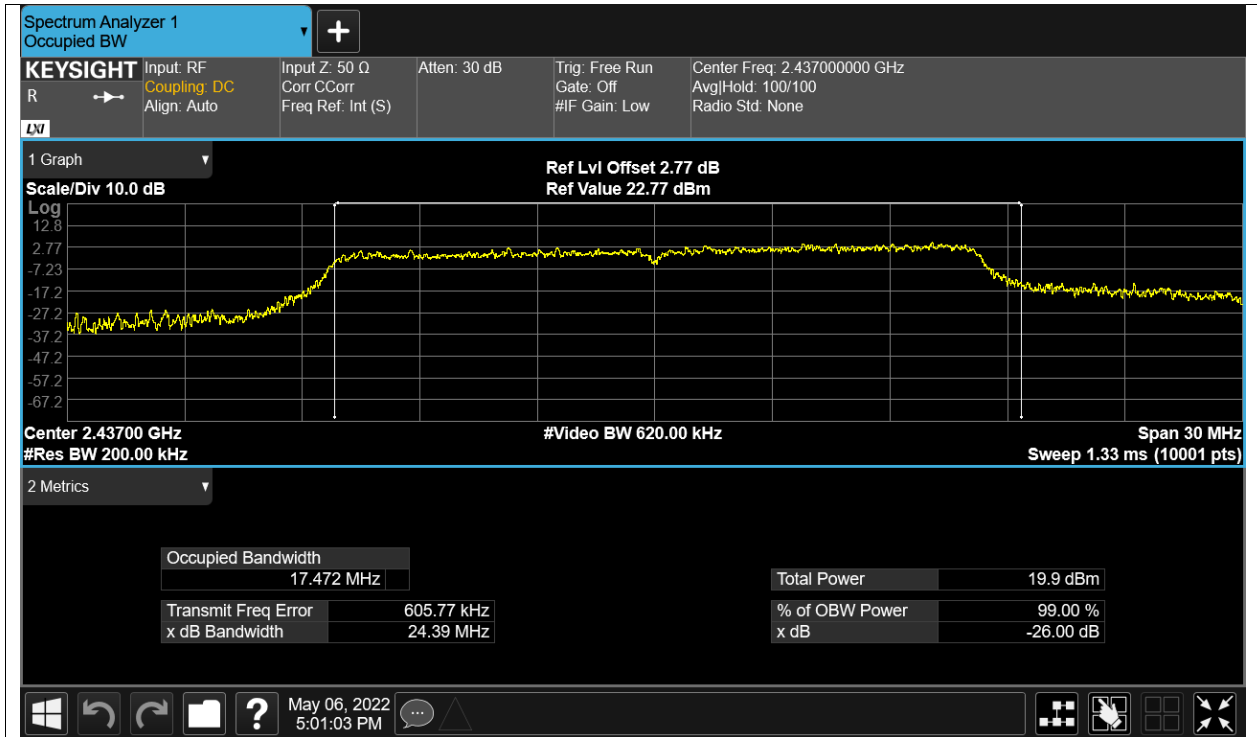 Spectrum Analyzer 1
Occupied BW
▼
+
KEYSIGHT
R
LXI
Input: RF
Coupling: DC
Align: Auto
Input Z: 50 Ω
Corr CCorr
Freq Ref: Int (S)
Atten: 30 dB
Trig: Free Run
Gate: Off
#IF Gain: Low
Center Freq: 2.437000000 GHz
Avg|Hold: 100/100
Radio Std: None
1 Graph
▼
Scale/Div 10.0 dB
Ref Lvl Offset 2.77 dB
Ref Value 22.77 dBm
Log
12.8
2.77
-7.23
-17.2
-27.2
-37.2
-47.2
-57.2
-67.2
Center 2.43700 GHz
#Res BW 200.00 kHz
#Video BW 620.00 kHz
Span 30 MHz
Sweep 1.33 ms (10001 pts)
2 Metrics
▼
Occupied Bandwidth
17.472 MHz
Transmit Freq Error 605.77 kHz
x dB Bandwidth 24.39 MHz
Total Power 19.9 dBm
% of OBW Power 99.00 %
x dB -26.00 dB
?
May 06, 2022
5:01:03 PM